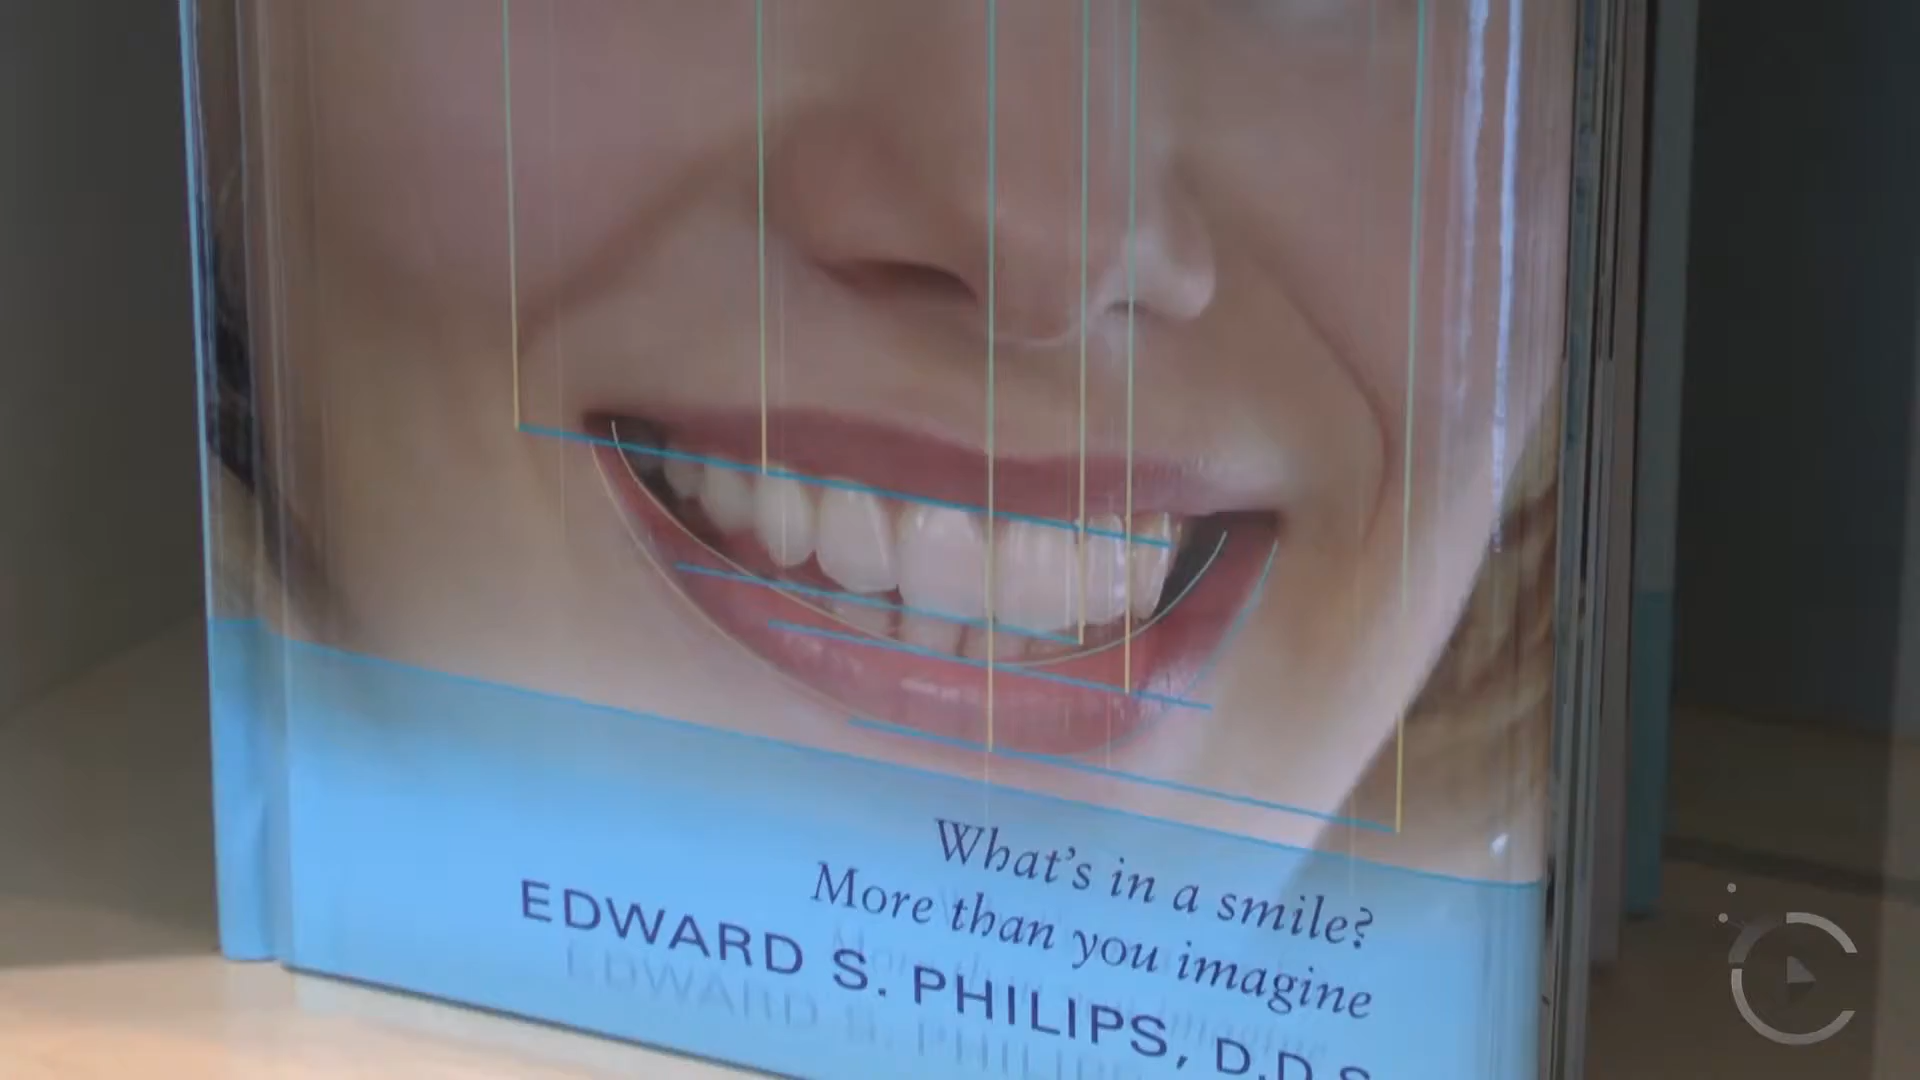 What's in a smile?
More than you imagine
EDWARD S. PHILIPS, D.D.S